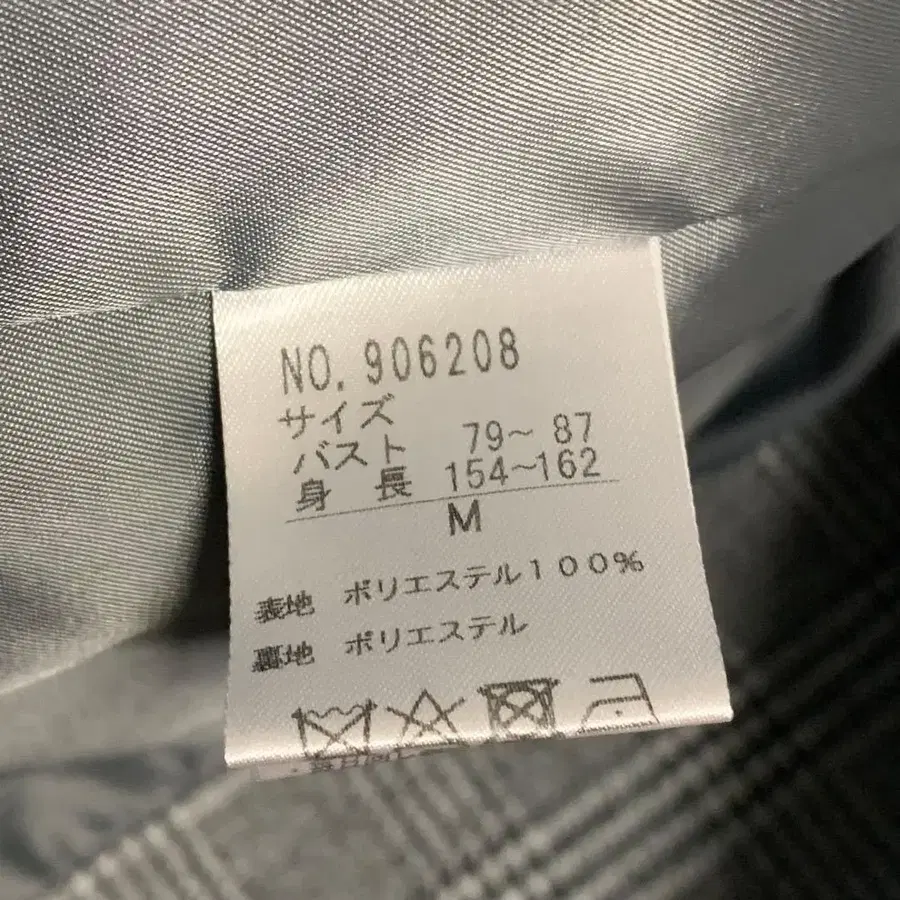 NO. 906208
サイズ
バスト 79～ 87
身 長 154～162
M
表地 ポリエステル100%
裏地 ポリエステル